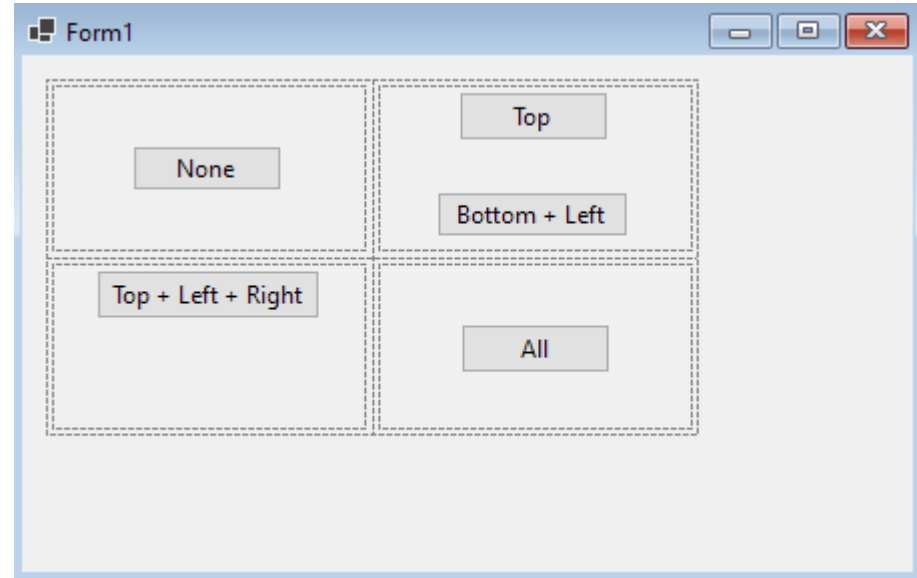 Form1
Top
None
Bottom + Left
Top + Left + Right
All